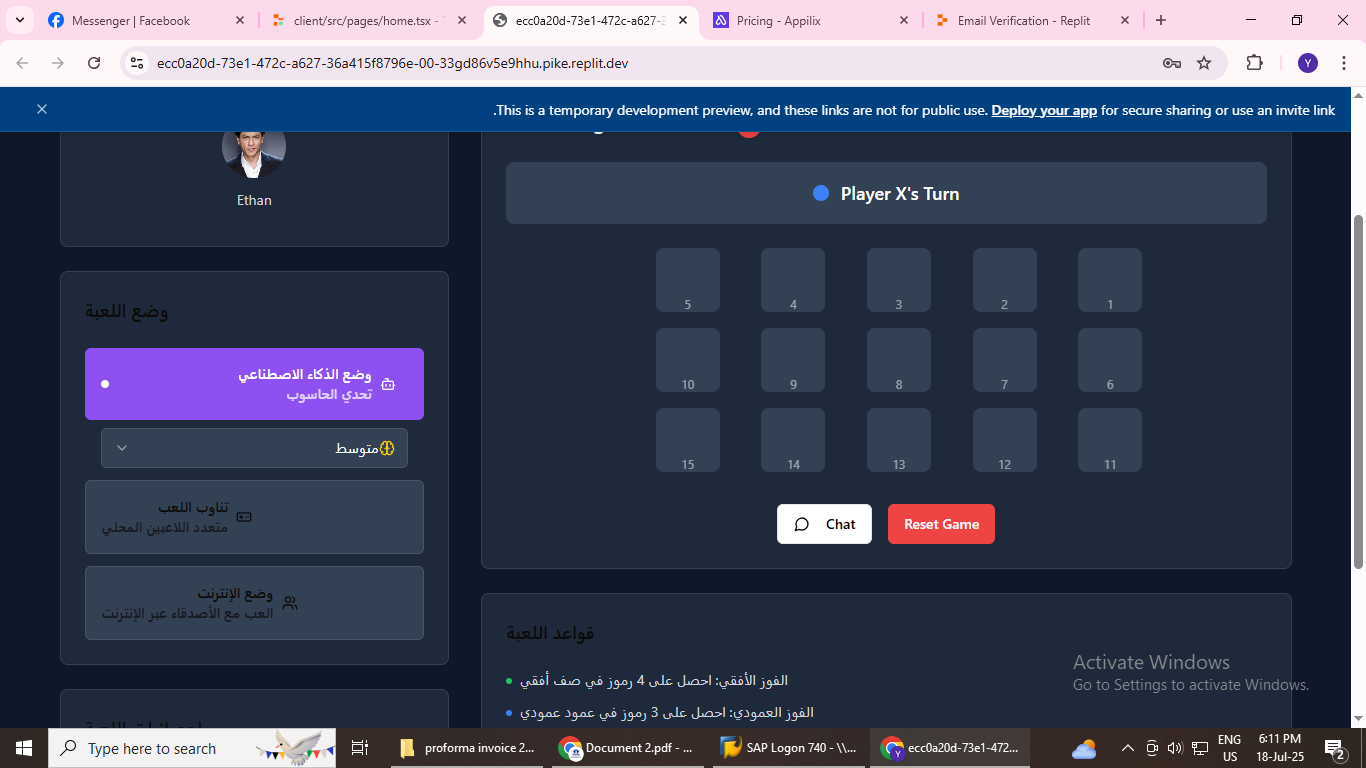 Messenger | Facebook
client/src/pages/home.tsx -
ecc0a20d-73e1-472c-a627-3
Pricing - Appilix
Email Verification - Replit
ecc0a20d-73e1-472c-a627-36a415f8796e-00-33gd86v5e9hhu.pike.replit.dev
Y
.This is a temporary development preview, and these links are not for public use. Deploy your app for secure sharing or use an invite link
Ethan
وضع اللعبة
وضع الذكاء الاصطناعي
تحدي الحاسوب
متوسط
تناوب اللعب
متعدد اللاعبين المحلي
وضع الإنترنت
العب مع الأصدقاء عبر الإنترنت
Player X's Turn
5 4 3 2 1
10 9 8 7 6
15 14 13 12 11
Chat Reset Game
قواعد اللعبة
الفوز الأفقي: احصل على 4 رموز في صف أفقي
الفوز العمودي: احصل على 3 رموز في عمود عمودي
Activate Windows
Go to Settings to activate Windows.
Type here to search
proforma invoice 2...
Document 2.pdf - ...
SAP Logon 740 - \\...
ecc0a20d-73e1-472...
ENG
US
6:11 PM
18-Jul-25
2